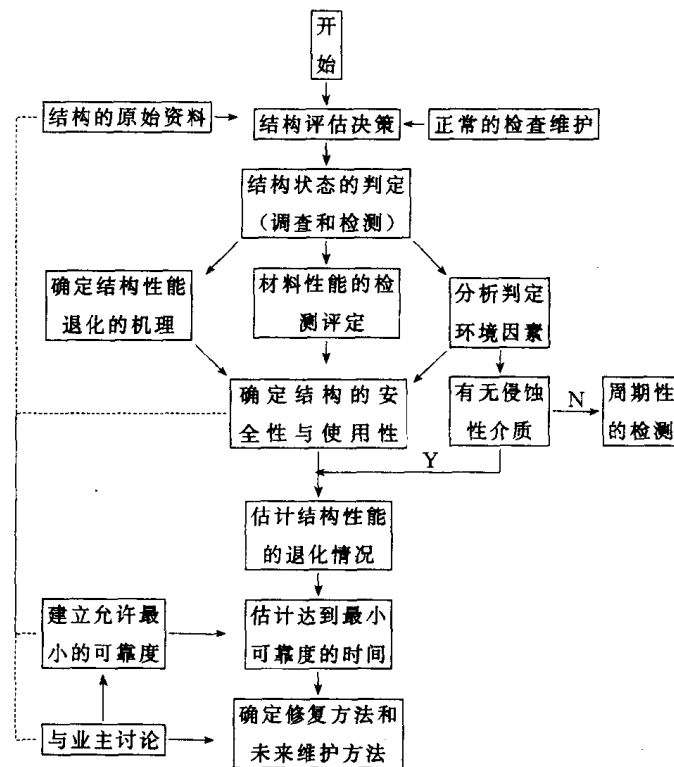 开
始
结构的原始资料
结构评估决策
正常的检查维护
结构状态的判定
(调查和检测)
确定结构性能
退化的机理
材料性能的检
测评定
分析判定
环境因素
确定结构的安
全性与使用性
有无侵蚀
性介质
N
周期性
的检测
Y
估计结构性能
的退化情况
建立允许最
小的可靠度
估计达到最小
可靠度的时间
与业主讨论
确定修复方法和
未来维护方法